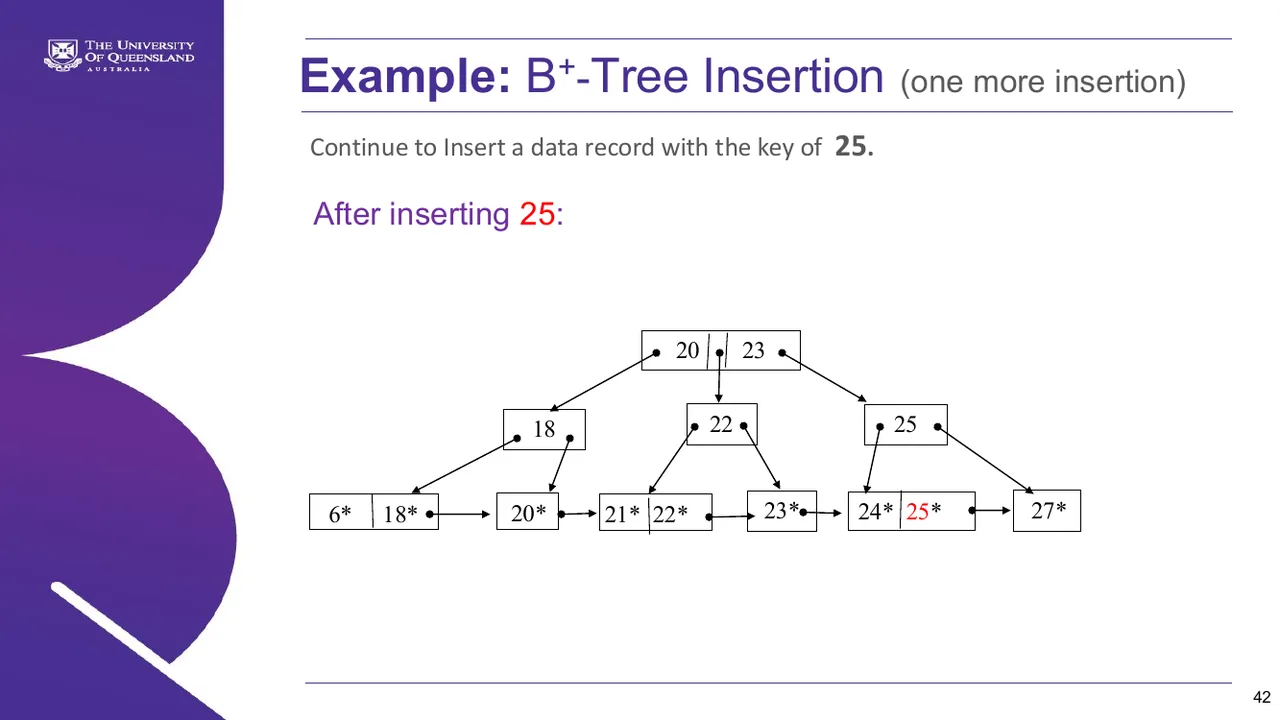 THE UNIVERSITY
OF QUEENSLAND
AUSTRALIA
Example: B+-Tree Insertion (one more insertion)
Continue to Insert a data record with the key of 25.
After inserting 25:
20 23
18 22 25
6* 18* 20* 21* 22* 23* 24* 25* 27*
42